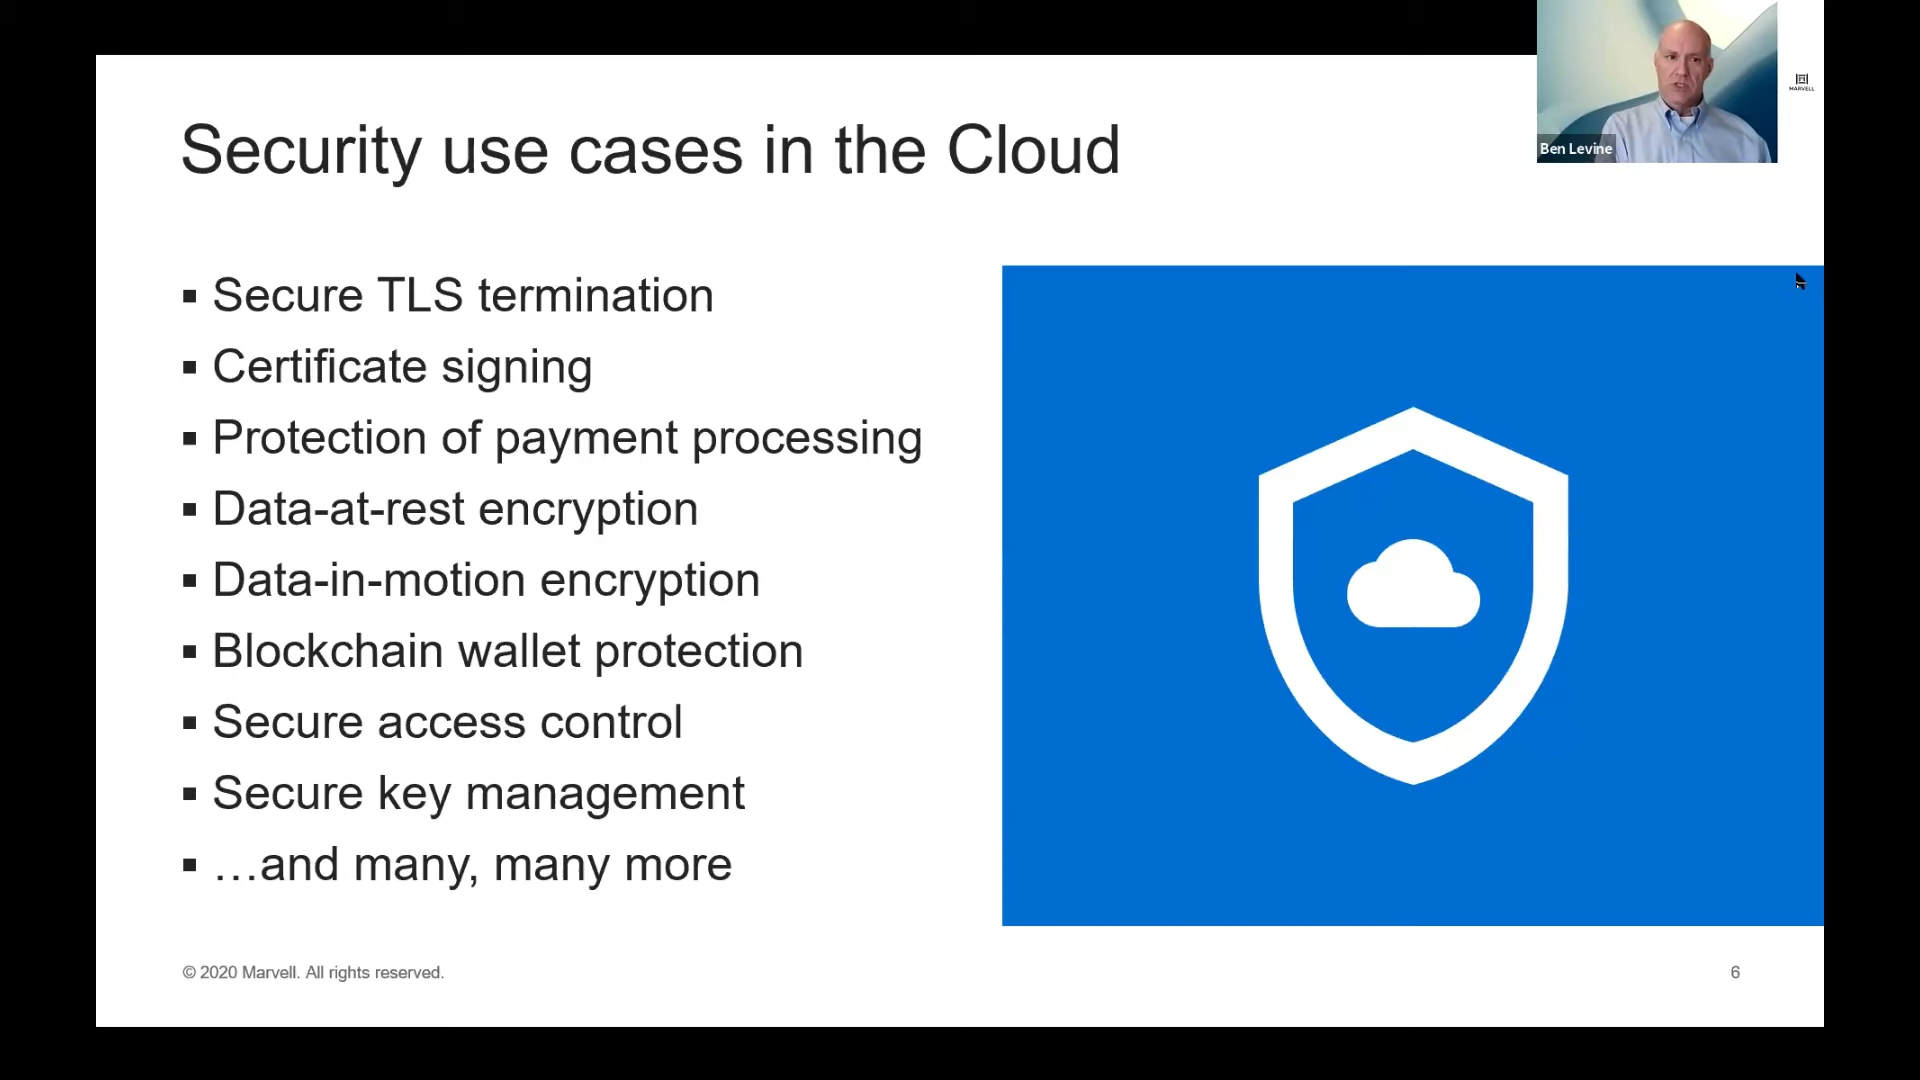 Ben Levine
MARVELL
Security use cases in the Cloud
▪ Secure TLS termination
▪ Certificate signing
▪ Protection of payment processing
▪ Data-at-rest encryption
▪ Data-in-motion encryption
▪ Blockchain wallet protection
▪ Secure access control
▪ Secure key management
▪ …and many, many more
© 2020 Marvell. All rights reserved.
6